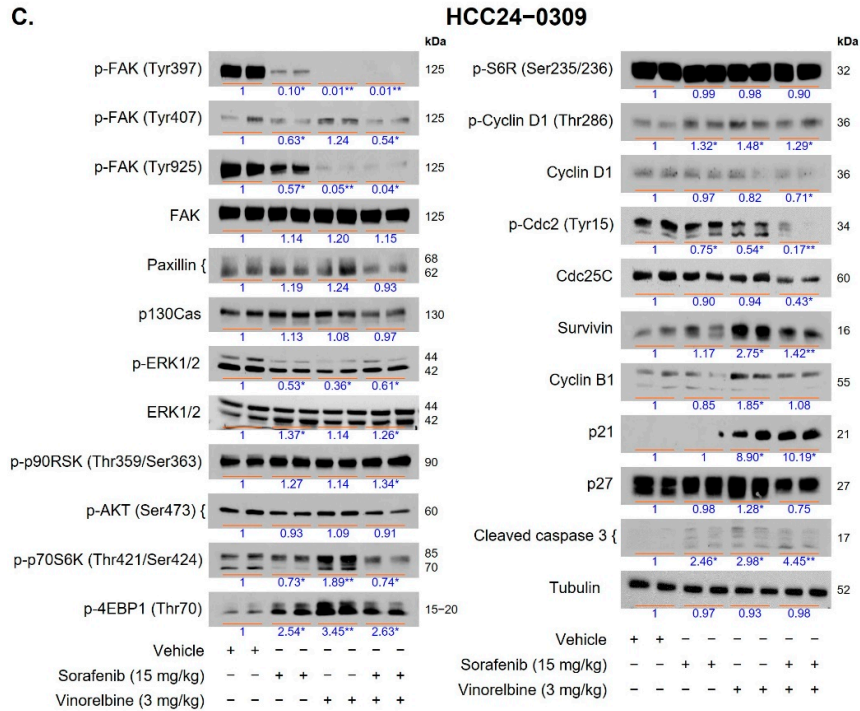 C.
HCC24−0309
kDa
p-FAK (Tyr397)
125
1 0.10* 0.01** 0.01**
p-FAK (Tyr407)
125
1 0.63* 1.24 0.54*
p-FAK (Tyr925)
125
1 0.57* 0.05** 0.04*
FAK
125
1 1.14 1.20 1.15
Paxillin {
68
62
1 1.19 1.24 0.93
p130Cas
130
1 1.13 1.08 0.97
p-ERK1/2
44
42
1 0.53* 0.36* 0.61*
ERK1/2
44
42
1 1.37* 1.14 1.26*
p-p90RSK (Thr359/Ser363)
90
1 1.27 1.14 1.34*
p-AKT (Ser473) {
60
1 0.93 1.09 0.91
p-p70S6K (Thr421/Ser424)
85
70
1 0.73* 1.89** 0.74*
p-4EBP1 (Thr70)
15−20
1 2.54* 3.45** 2.63*
Vehicle + + − − − − − −
Sorafenib (15 mg/kg) − − + + − − + +
Vinorelbine (3 mg/kg) − − − − + + + +
kDa
p-S6R (Ser235/236)
32
1 0.99 0.98 0.90
p-Cyclin D1 (Thr286)
36
1 1.32* 1.48* 1.29*
Cyclin D1
36
1 0.97 0.82 0.71*
p-Cdc2 (Tyr15)
34
1 0.75* 0.54* 0.17**
Cdc25C
60
1 0.90 0.94 0.43*
Survivin
16
1 1.17 2.75* 1.42**
Cyclin B1
55
1 0.85 1.85* 1.08
p21
21
1 1 8.90* 10.19*
p27
27
1 0.98 1.28* 0.75
Cleaved caspase 3 {
17
1 2.46* 2.98* 4.45**
Tubulin
52
1 0.97 0.93 0.98
Vehicle + + − − − − − −
Sorafenib (15 mg/kg) − − + + − − + +
Vinorelbine (3 mg/kg) − − − − + + + +